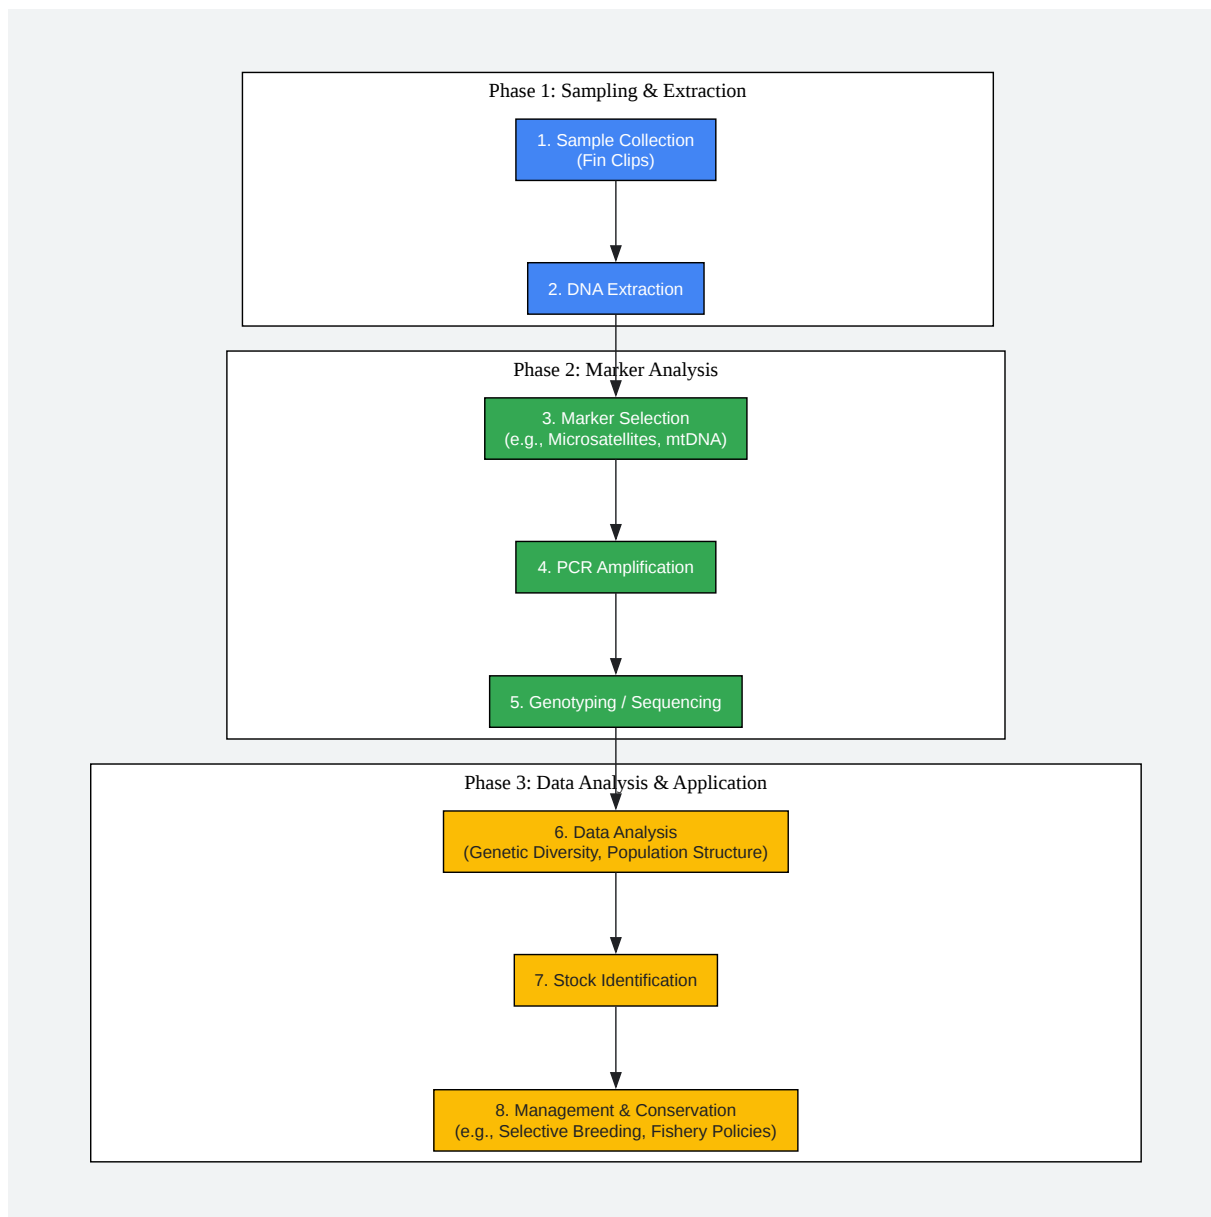 Phase 1: Sampling & Extraction
1. Sample Collection
(Fin Clips)
2. DNA Extraction
Phase 2: Marker Analysis
3. Marker Selection
(e.g., Microsatellites, mtDNA)
4. PCR Amplification
5. Genotyping / Sequencing
Phase 3: Data Analysis & Application
6. Data Analysis
(Genetic Diversity, Population Structure)
7. Stock Identification
8. Management & Conservation
(e.g., Selective Breeding, Fishery Policies)